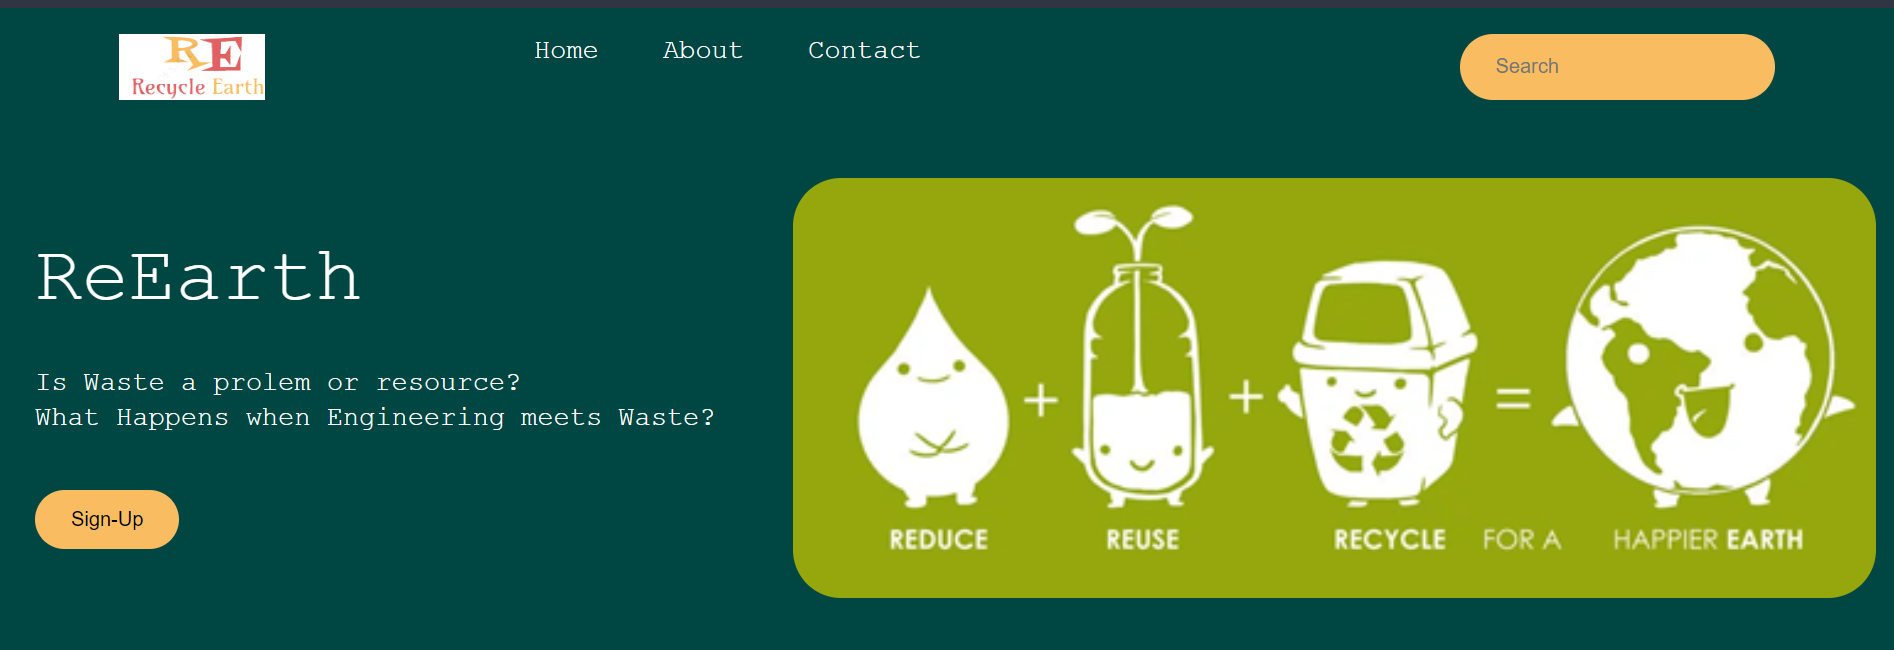 RE
Recycle Earth
Home About Contact
Search
ReEarth
Is Waste a prolem or resource?
What Happens when Engineering meets Waste?
Sign-Up
+ + =
REDUCE REUSE RECYCLE FOR A HAPPIER EARTH